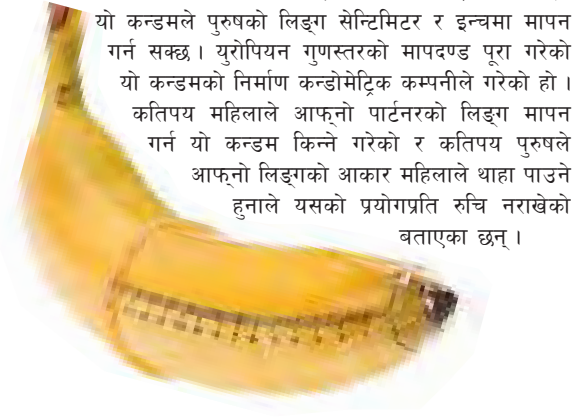 यो कन्डमले पुरुषको लिङ्ग सेन्टिमिटर र इन्चमा मापन
गर्न सक्छ । युरोपियन गुणस्तरको मापदण्ड पूरा गरेको
यो कन्डमको निर्माण कन्डोमेट्रिक कम्पनीले गरेको हो ।
कतिपय महिलाले आफ्नो पार्टनरको लिङ्ग मापन
गर्न यो कन्डम किन्ने गरेको र कतिपय पुरुषले
आफ्नो लिङ्गको आकार महिलाले थाहा पाउने
हुनाले यसको प्रयोगप्रति रुचि नराखेको
बताएका छन् ।